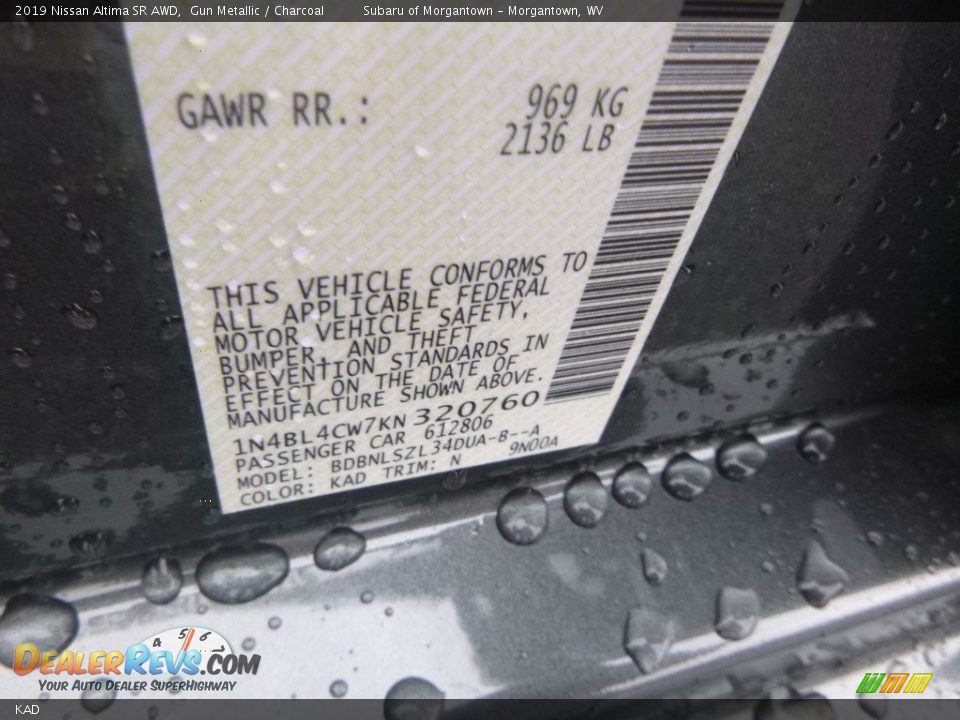 2019 Nissan Altima SR AWD,  Gun Metallic / Charcoal  Subaru of Morgantown - Morgantown, WV
GAWR RR.: 969 KG
2136 LB
THIS VEHICLE CONFORMS TO
ALL APPLICABLE FEDERAL
MOTOR VEHICLE SAFETY,
BUMPER, AND THEFT
PREVENTION STANDARDS IN
EFFECT ON THE DATE OF
MANUFACTURE SHOWN ABOVE.
1N4BL4CW7KN320760
PASSENGER CAR 612806
MODEL: BDBNLSZL34DUA-B--A
COLOR: KAD TRIM: N 9N00A
4 5 6
DEALERREVS.COM
YOUR AUTO DEALER SUPERHIGHWAY
KAD